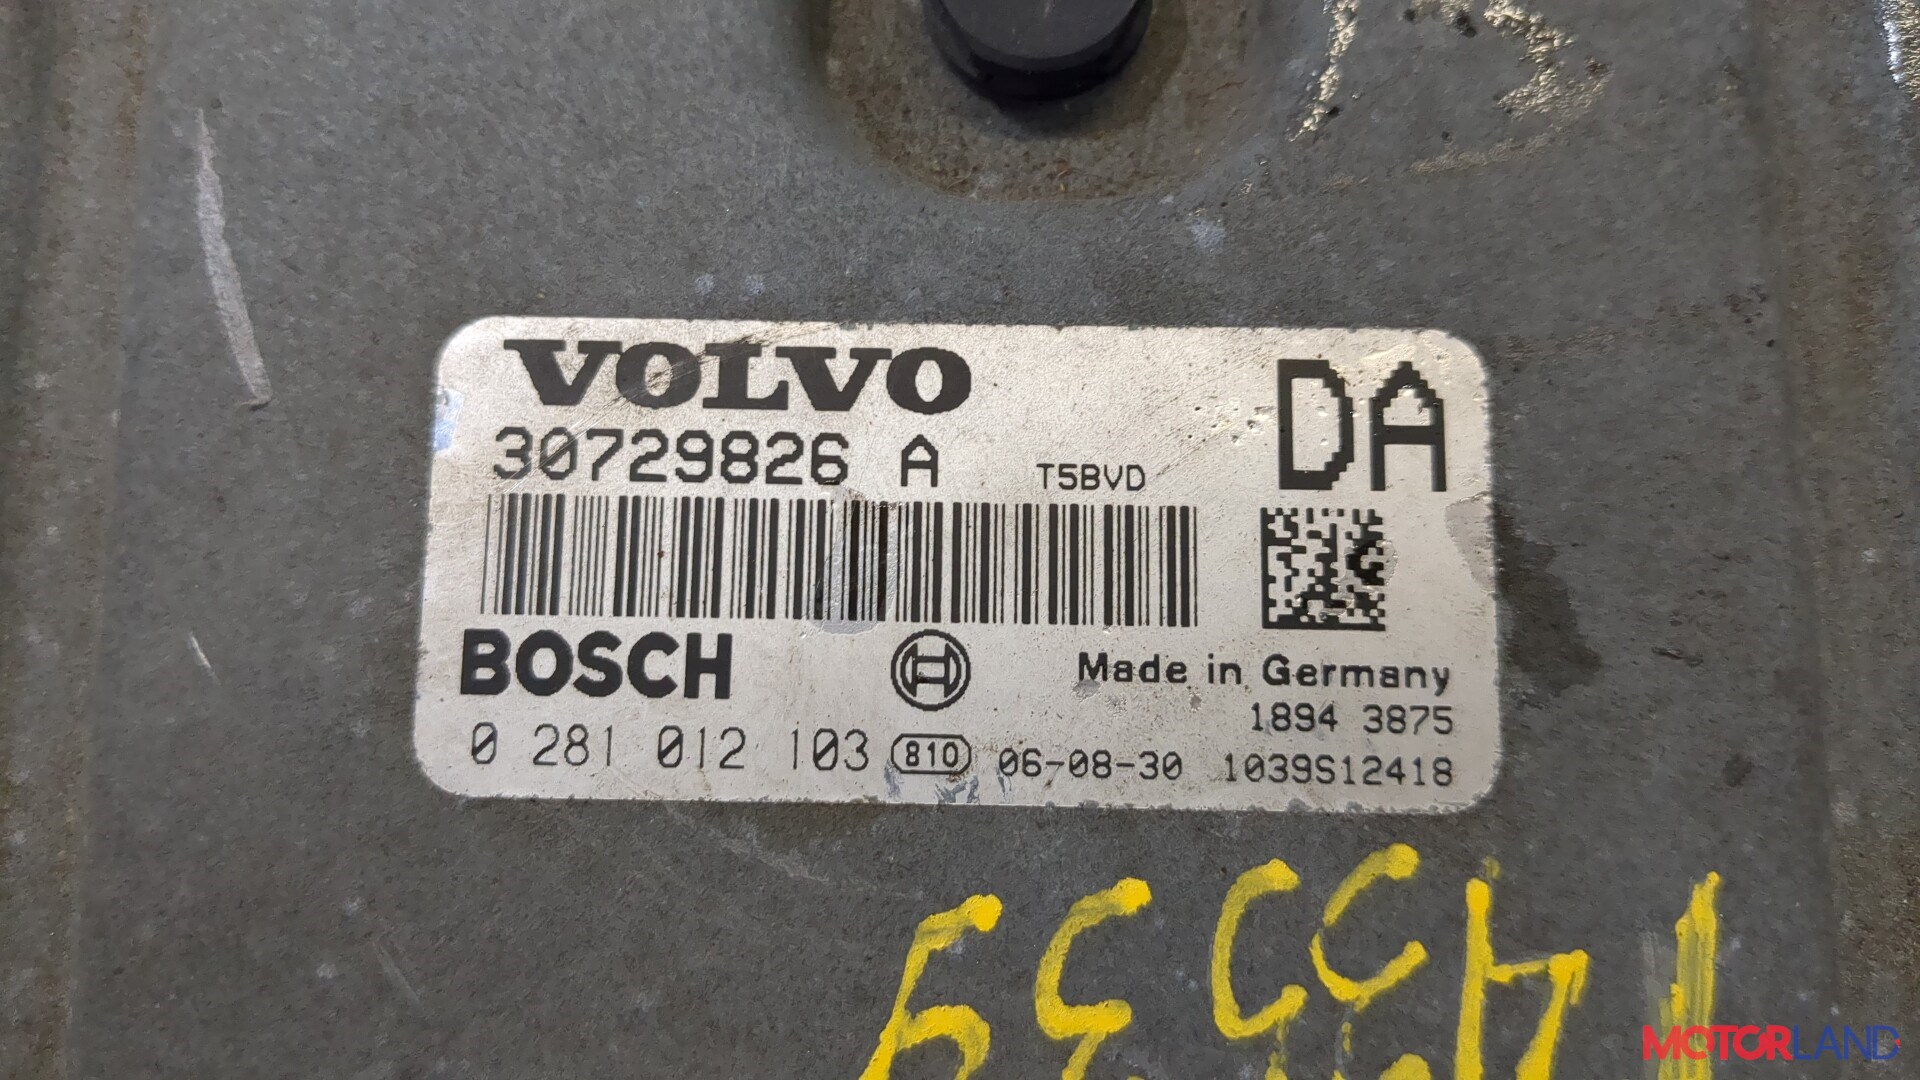 VOLVO
30729826 A T5BVD DA
BOSCH
Made in Germany
1894 3875
0 281 012 103 810 06-08-30 1039S12418
MOTORLAND